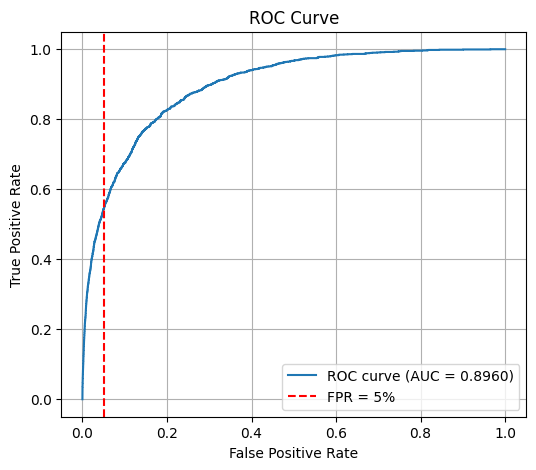 ROC Curve
True Positive Rate
1.0
0.8
0.6
0.4
0.2
0.0
0.0 0.2 0.4 0.6 0.8 1.0
False Positive Rate
ROC curve (AUC = 0.8960)
FPR = 5%